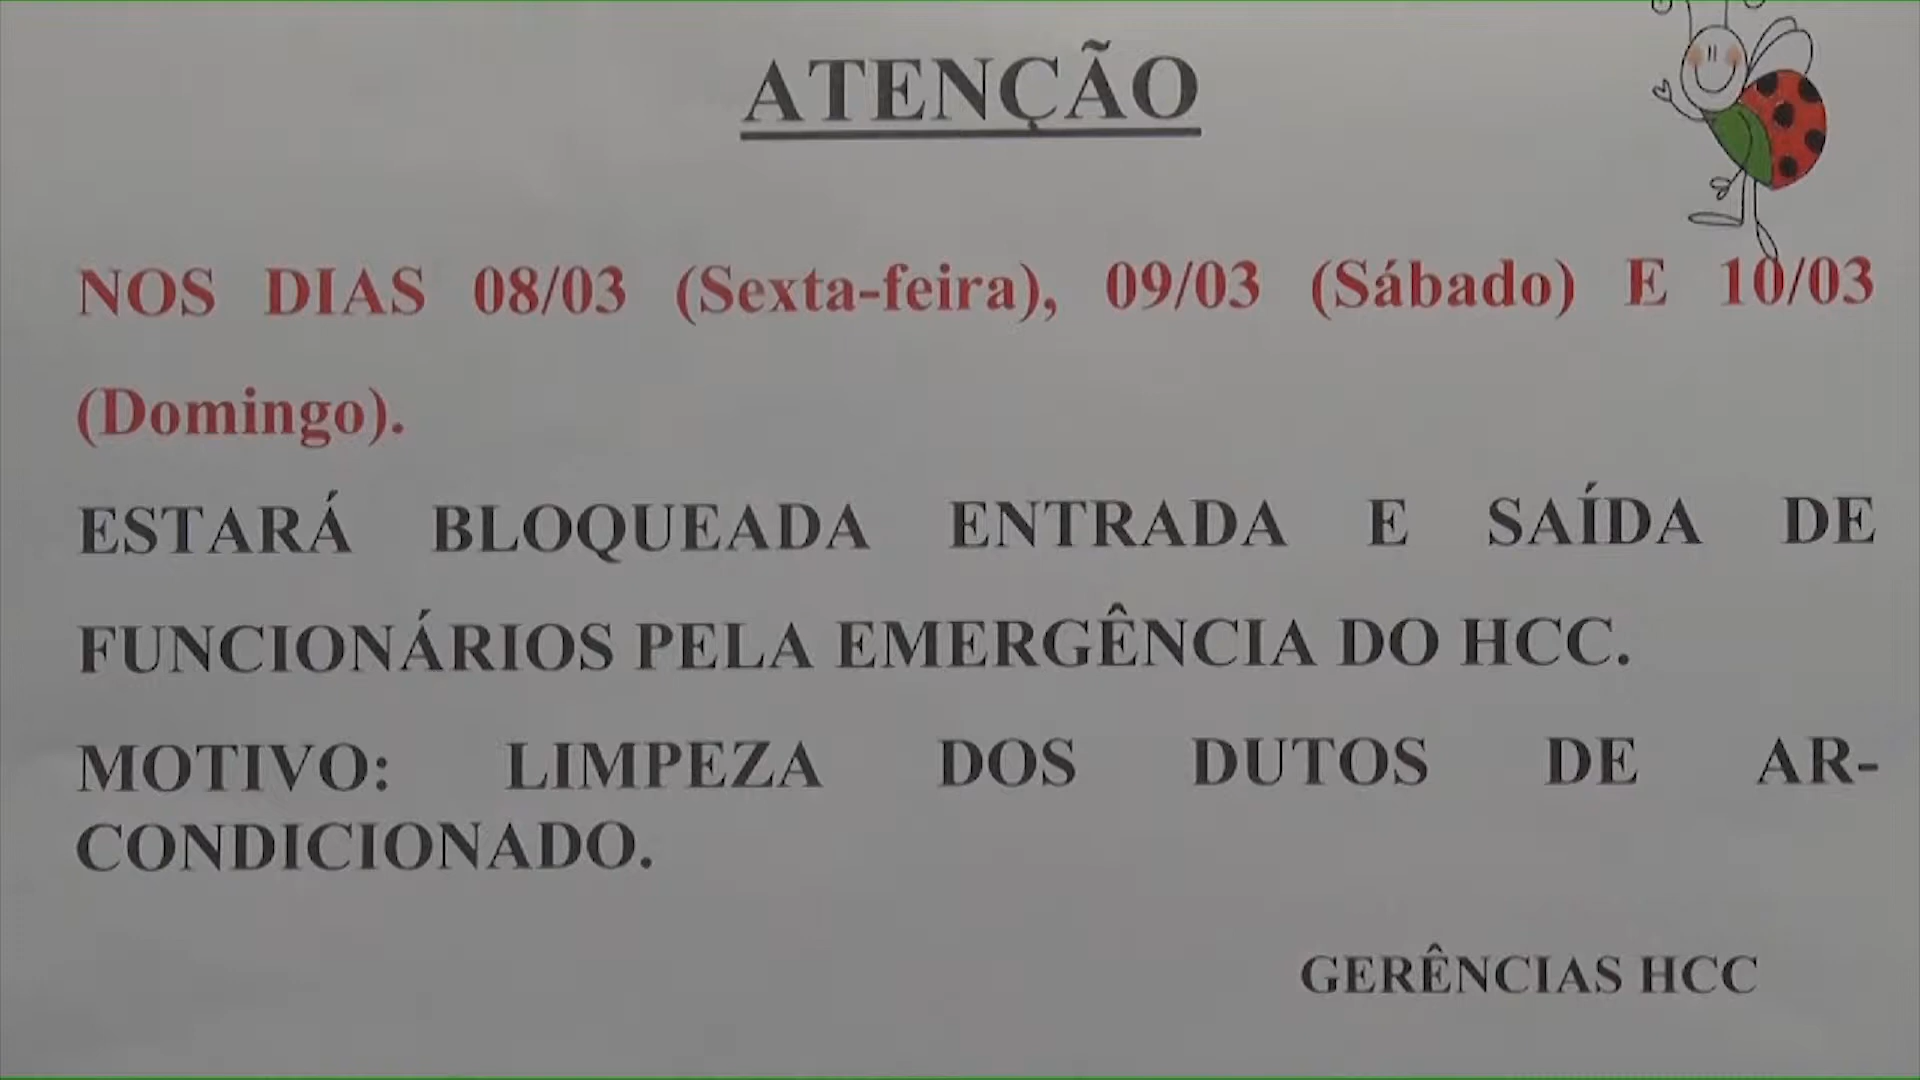 ATENÇÃO
NOS DIAS 08/03 (Sexta-feira), 09/03 (Sábado) E 10/03
(Domingo).
ESTARÁ BLOQUEADA ENTRADA E SAÍDA DE
FUNCIONÁRIOS PELA EMERGÊNCIA DO HCC.
MOTIVO: LIMPEZA DOS DUTOS DE AR-
CONDICIONADO.
GERÊNCIAS HCC